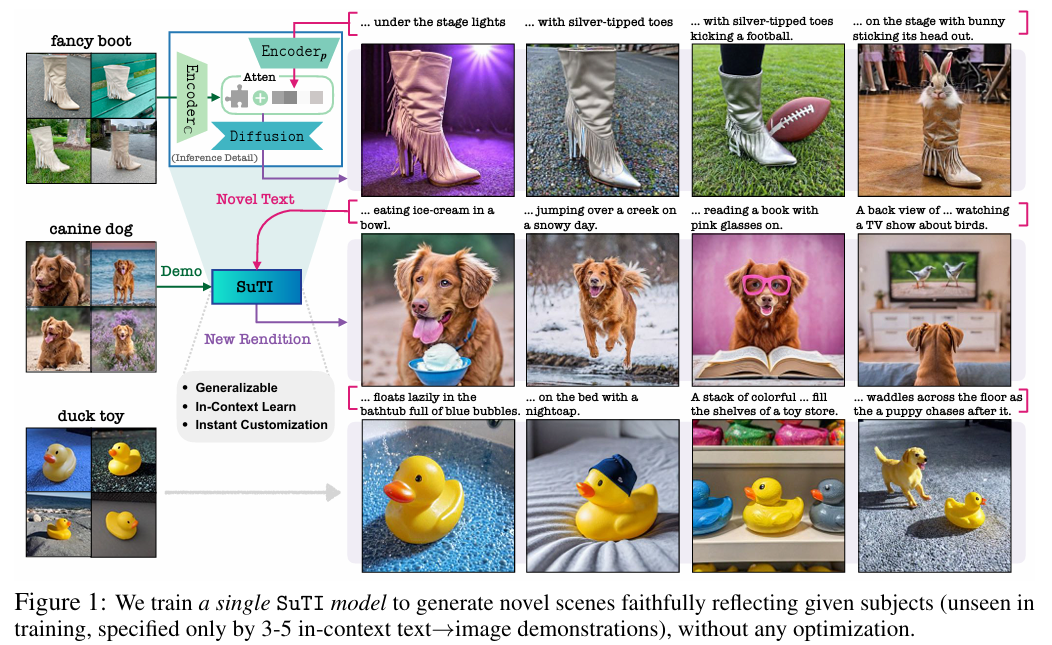 fancy boot
Encoder_p
Encoder_C
Atten
Diffusion
(Inference Detail)
... under the stage lights
... with silver-tipped toes
... with silver-tipped toes
kicking a football.
... on the stage with bunny
sticking its head out.
Novel Text
canine dog
Demo
SuTI
New Rendition
... eating ice-cream in a
bowl.
... jumping over a creek on
a snowy day.
... reading a book with
pink glasses on.
A back view of ... watching
a TV show about birds.
• Generalizable
• In-Context Learn
• Instant Customization
duck toy
... floats lazily in the
bathtub full of blue bubbles.
... on the bed with a
nightcap.
A stack of colorful ... fill
the shelves of a toy store.
... waddles across the floor as
the a puppy chases after it.
Figure 1: We train a single SuTI model to generate novel scenes faithfully reflecting given subjects (unseen in
training, specified only by 3-5 in-context text→image demonstrations), without any optimization.